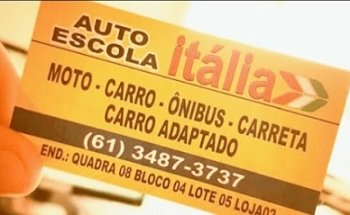 AUTO
ESCOLA itália
MOTO - CARRO - ÔNIBUS - CARRETA
CARRO ADAPTADO
(61) 3487-3737
END.: QUADRA 08 BLOCO 04 LOTE 05 LOJA02